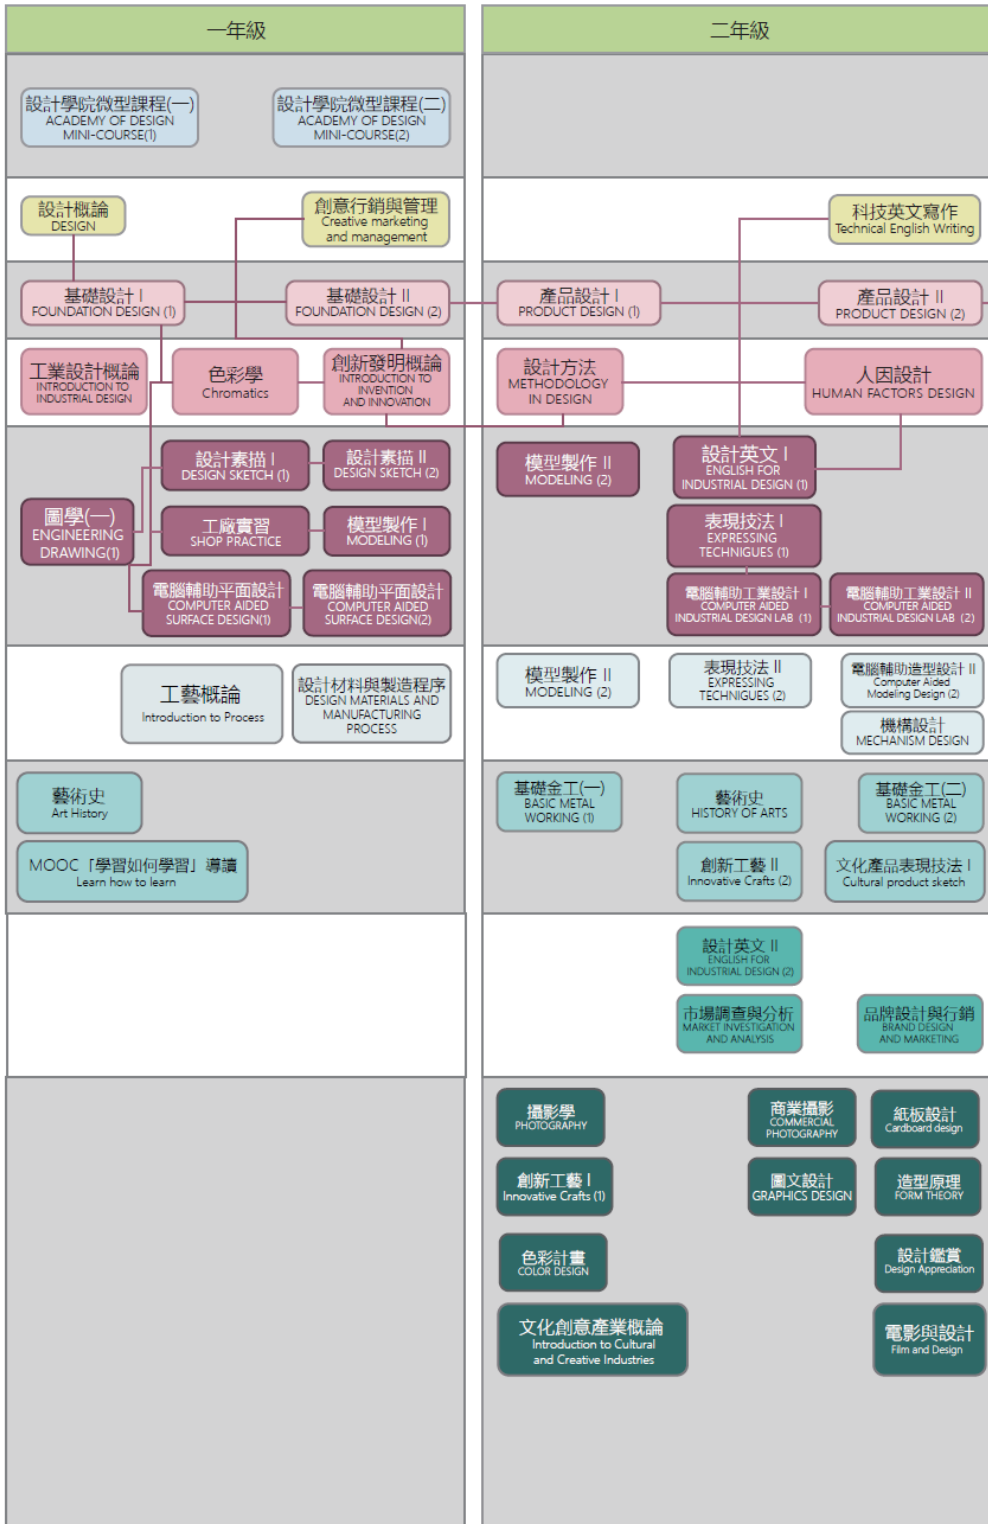 一年級
二年級
設計學院微型課程(一)
ACADEMY OF DESIGN
MINI-COURSE(1)
設計學院微型課程(二)
ACADEMY OF DESIGN
MINI-COURSE(2)
設計概論
DESIGN
創意行銷與管理
Creative marketing
and management
科技英文寫作
Technical English Writing
基礎設計 I
FOUNDATION DESIGN (1)
基礎設計 II
FOUNDATION DESIGN (2)
產品設計 I
PRODUCT DESIGN (1)
產品設計 II
PRODUCT DESIGN (2)
工業設計概論
INTRODUCTION TO
INDUSTRIAL DESIGN
色彩學
Chromatics
創新發明概論
INTRODUCTION TO
INVENTION
AND INNOVATION
設計方法
METHODOLOGY
IN DESIGN
人因設計
HUMAN FACTORS DESIGN
設計素描 I
DESIGN SKETCH (1)
設計素描 II
DESIGN SKETCH (2)
模型製作 II
MODELING (2)
設計英文 I
ENGLISH FOR
INDUSTRIAL DESIGN (1)
圖學(一)
ENGINEERING
DRAWING(1)
工廠實習
SHOP PRACTICE
模型製作 I
MODELING (1)
表現技法 I
EXPRESSING
TECHNIGUES (1)
電腦輔助平面設計
COMPUTER AIDED
SURFACE DESIGN(1)
電腦輔助平面設計
COMPUTER AIDED
SURFACE DESIGN(2)
電腦輔助工業設計 I
COMPUTER AIDED
INDUSTRIAL DESIGN LAB (1)
電腦輔助工業設計 II
COMPUTER AIDED
INDUSTRIAL DESIGN LAB (2)
工藝概論
Introduction to Process
設計材料與製造程序
DESIGN MATERIALS AND
MANUFACTURING
PROCESS
模型製作 II
MODELING (2)
表現技法 II
EXPRESSING
TECHNIGUES (2)
電腦輔助造型設計 II
Computer Aided
Modeling Design (2)
機構設計
MECHANISM DESIGN
藝術史
Art History
基礎金工(一)
BASIC METAL
WORKING (1)
藝術史
HISTORY OF ARTS
基礎金工(二)
BASIC METAL
WORKING (2)
MOOC「學習如何學習」導讀
Learn how to learn
創新工藝 II
Innovative Crafts (2)
文化產品表現技法 I
Cultural product sketch
設計英文 II
ENGLISH FOR
INDUSTRIAL DESIGN (2)
市場調查與分析
MARKET INVESTIGATION
AND ANALYSIS
品牌設計與行銷
BRAND DESIGN
AND MARKETING
攝影學
PHOTOGRAPHY
商業攝影
COMMERCIAL
PHOTOGRAPHY
紙板設計
Cardboard design
創新工藝 I
Innovative Crafts (1)
圖文設計
GRAPHICS DESIGN
造型原理
FORM THEORY
色彩計畫
COLOR DESIGN
設計鑑賞
Design Appreciation
文化創意產業概論
Introduction to Cultural
and Creative Industries
電影與設計
Film and Design